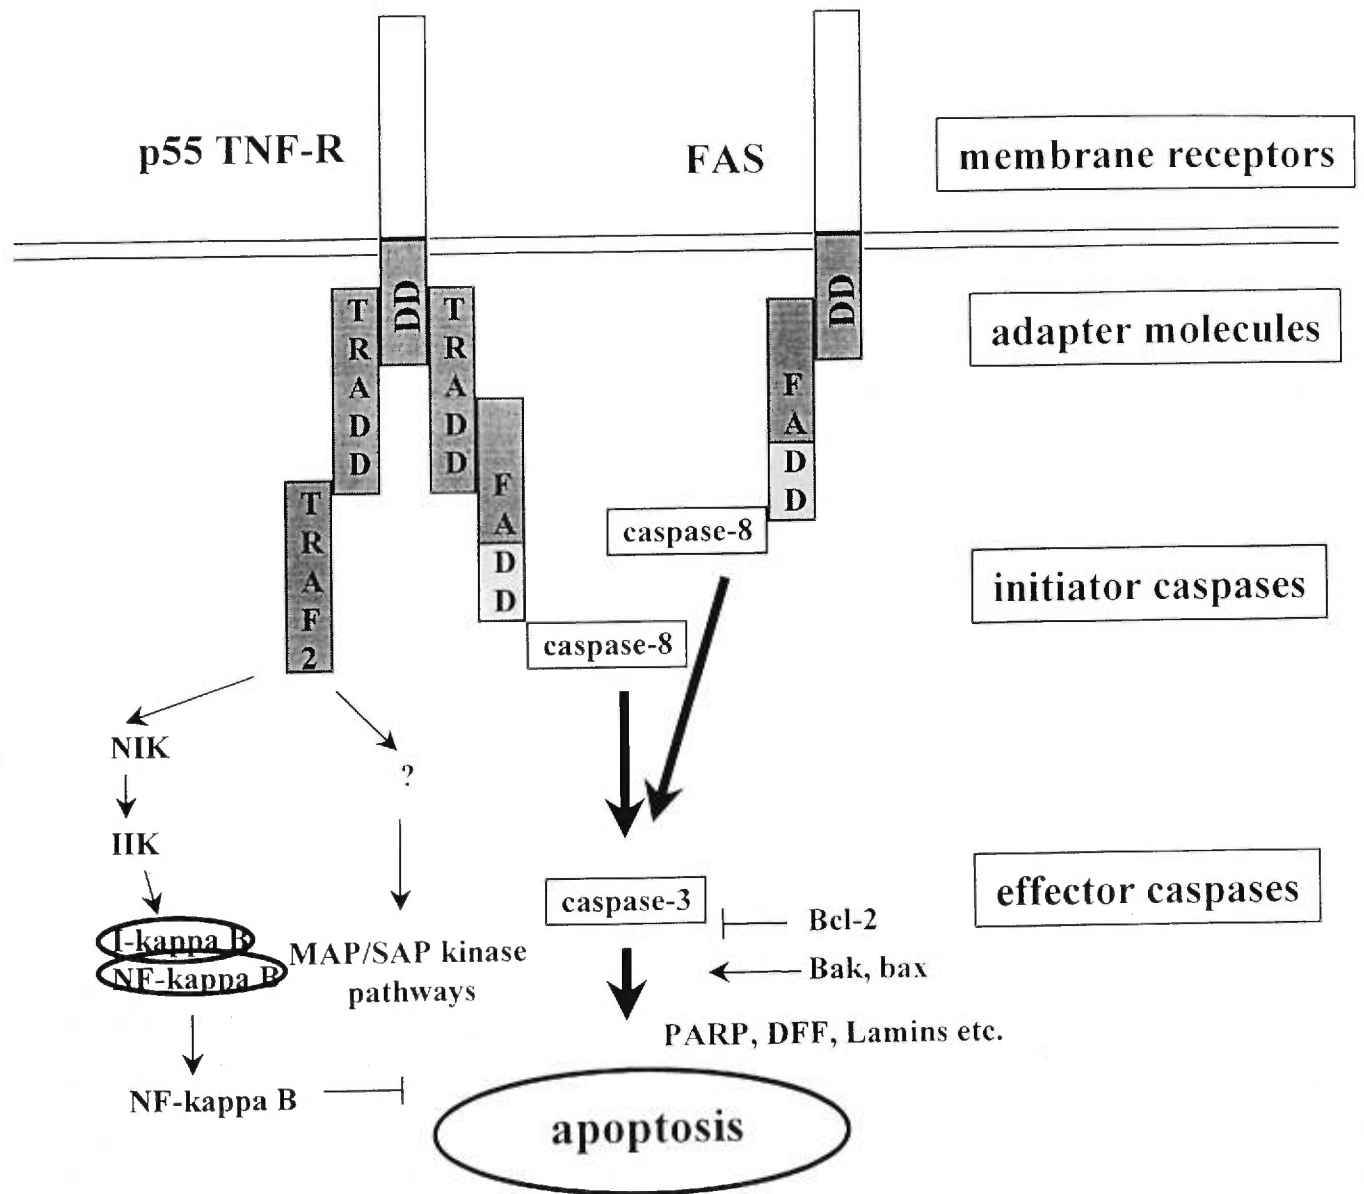 p55 TNF-R
FAS
membrane receptors
DD
DD
TRADD
TRADD
adapter molecules
FADD
FADD
TRAF2
caspase-8
caspase-8
initiator caspases
NIK
?
IIK
caspase-3
effector caspases
Bcl-2
I-kappa B
NF-kappa B
MAP/SAP kinase
pathways
Bak, bax
PARP, DFF, Lamins etc.
NF-kappa B
apoptosis